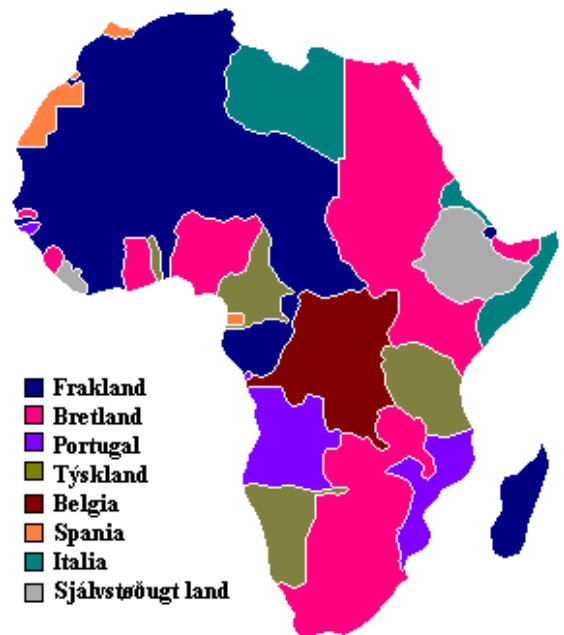 Frakland
Bretland
Portugal
Týskland
Belgia
Spania
Italia
Sjálvstøðugt land